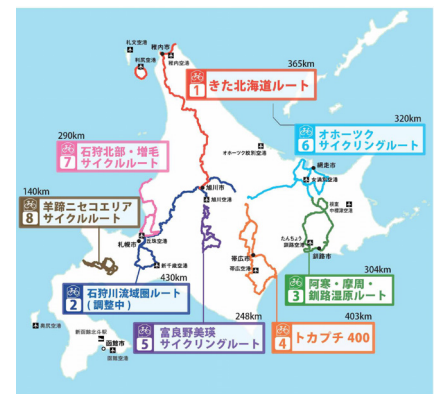 礼文空港
稚内市
稚内空港
利尻空港
365km
1 きた北海道ルート
320km
6 オホーツク
サイクリングルート
オホーツク紋別空港
網走市
女満別空港
290km
7 石狩北部・増毛
サイクルルート
旭川市
旭川空港
140km
8 羊蹄ニセコエリア
サイクルルート
札幌市
丘珠空港
新千歳空港
帯広市
帯広空港
根室
中標津空港
たんちょう
釧路空港
釧路市
430km
2 石狩川流域圏ルート
(調整中)
304km
3 阿寒・摩周・
釧路湿原ルート
248km
5 富良野美瑛
サイクリングルート
403km
4 トカプチ 400
奥尻空港
新函館北斗駅
函館市
函館空港